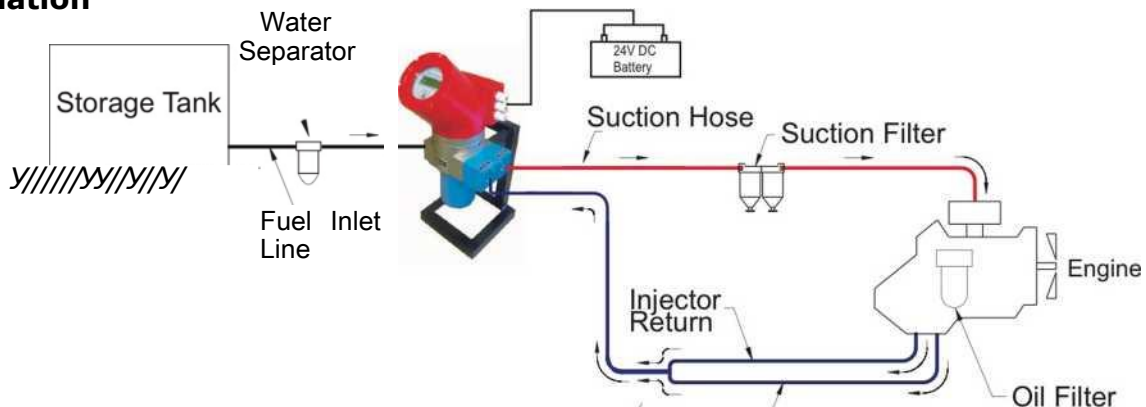 Water
Separator
24V DC
Battery
Storage Tank
Suction Hose
Suction Filter
Fuel Inlet
Line
Engine
Injector
Return
Oil Filter